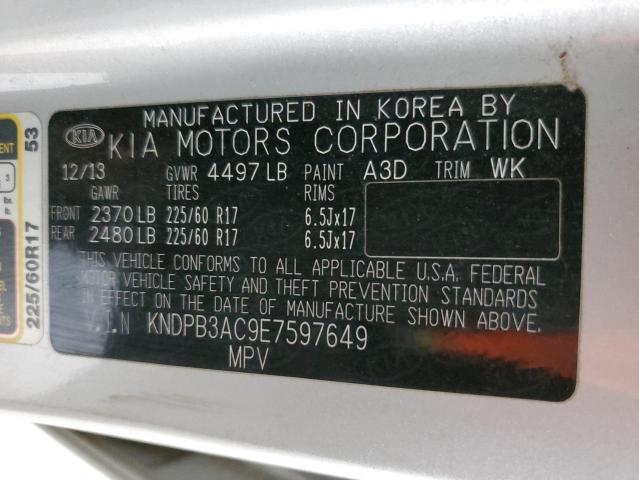 MANUFACTURED IN KOREA BY
KIA KIA MOTORS CORPORATION
12/13 GVWR 4497 LB PAINT A3D TRIM WK
GAWR TIRES RIMS
FRONT 2370 LB 225/60 R17 6.5Jx17
REAR 2480 LB 225/60 R17 6.5Jx17
THIS VEHICLE CONFORMS TO ALL APPLICABLE U.S.A. FEDERAL
MOTOR VEHICLE SAFETY AND THEFT PREVENTION STANDARDS
IN EFFECT ON THE DATE OF MANUFACTURE SHOWN ABOVE.
V.I.N KNDPB3AC9E7597649
MPV
53
225/60R17
3
lbs.